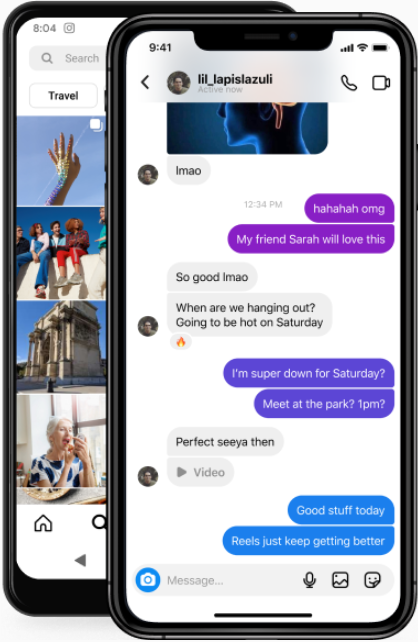 8:04
Search
Travel
9:41
lil_lapislazuli
Active now
lmao
12:34 PM
hahahah omg
My friend Sarah will love this
So good lmao
When are we hanging out?
Going to be hot on Saturday
I'm super down for Saturday?
Meet at the park? 1pm?
Perfect seeya then
Video
Good stuff today
Reels just keep getting better
Message...